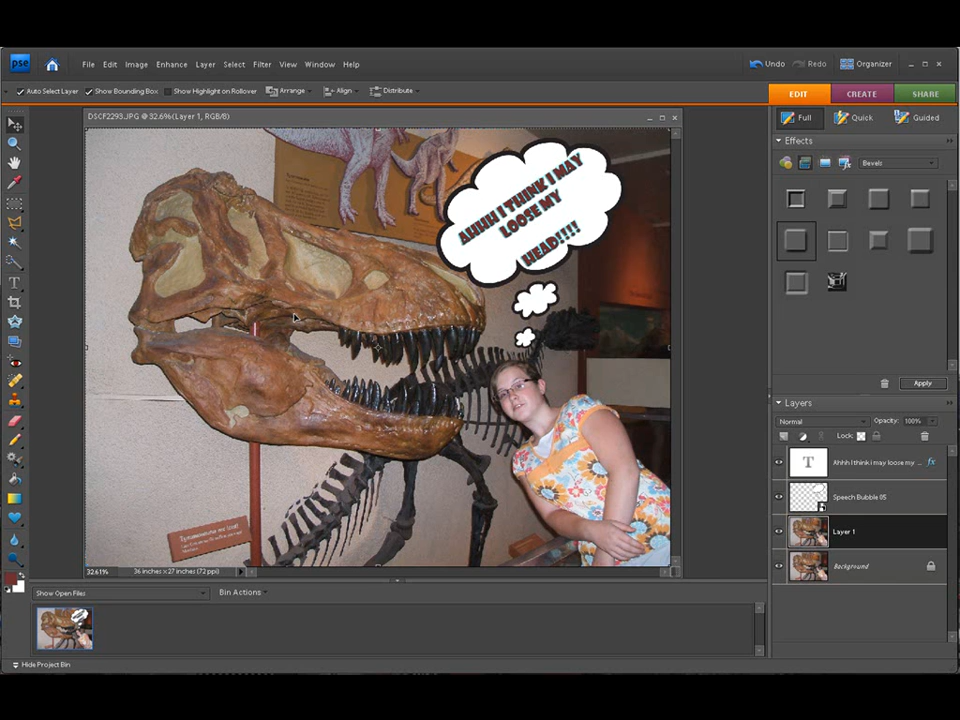 pse
File Edit Image Enhance Layer Select Filter View Window Help
Undo Redo Organizer
Auto Select Layer Show Bounding Box Show Highlight on Rollover Arrange Align Distribute
EDIT CREATE SHARE
DSCF2293.JPG @ 32.6%(Layer 1, RGB/8)
Full Quick Guided
Effects
Bevels
AHHH I THINK I MAY
LOOSE MY
HEAD!!!!
Apply
Layers
Normal Opacity: 100%
Lock:
Ahhh I think i may loose my ... fx
Speech Bubble 05
Layer 1
Background
32.61% 36 inches x 27 inches (72 ppi)
Show Open Files Bin Actions
Hide Project Bin